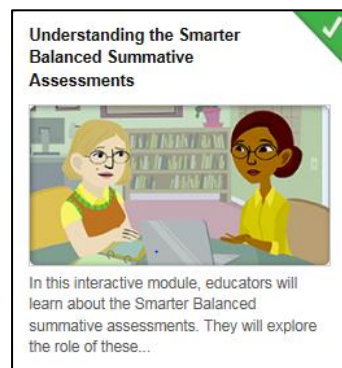 Understanding the Smarter
Balanced Summative
Assessments
In this interactive module, educators will
learn about the Smarter Balanced
summative assessments. They will explore
the role of these...